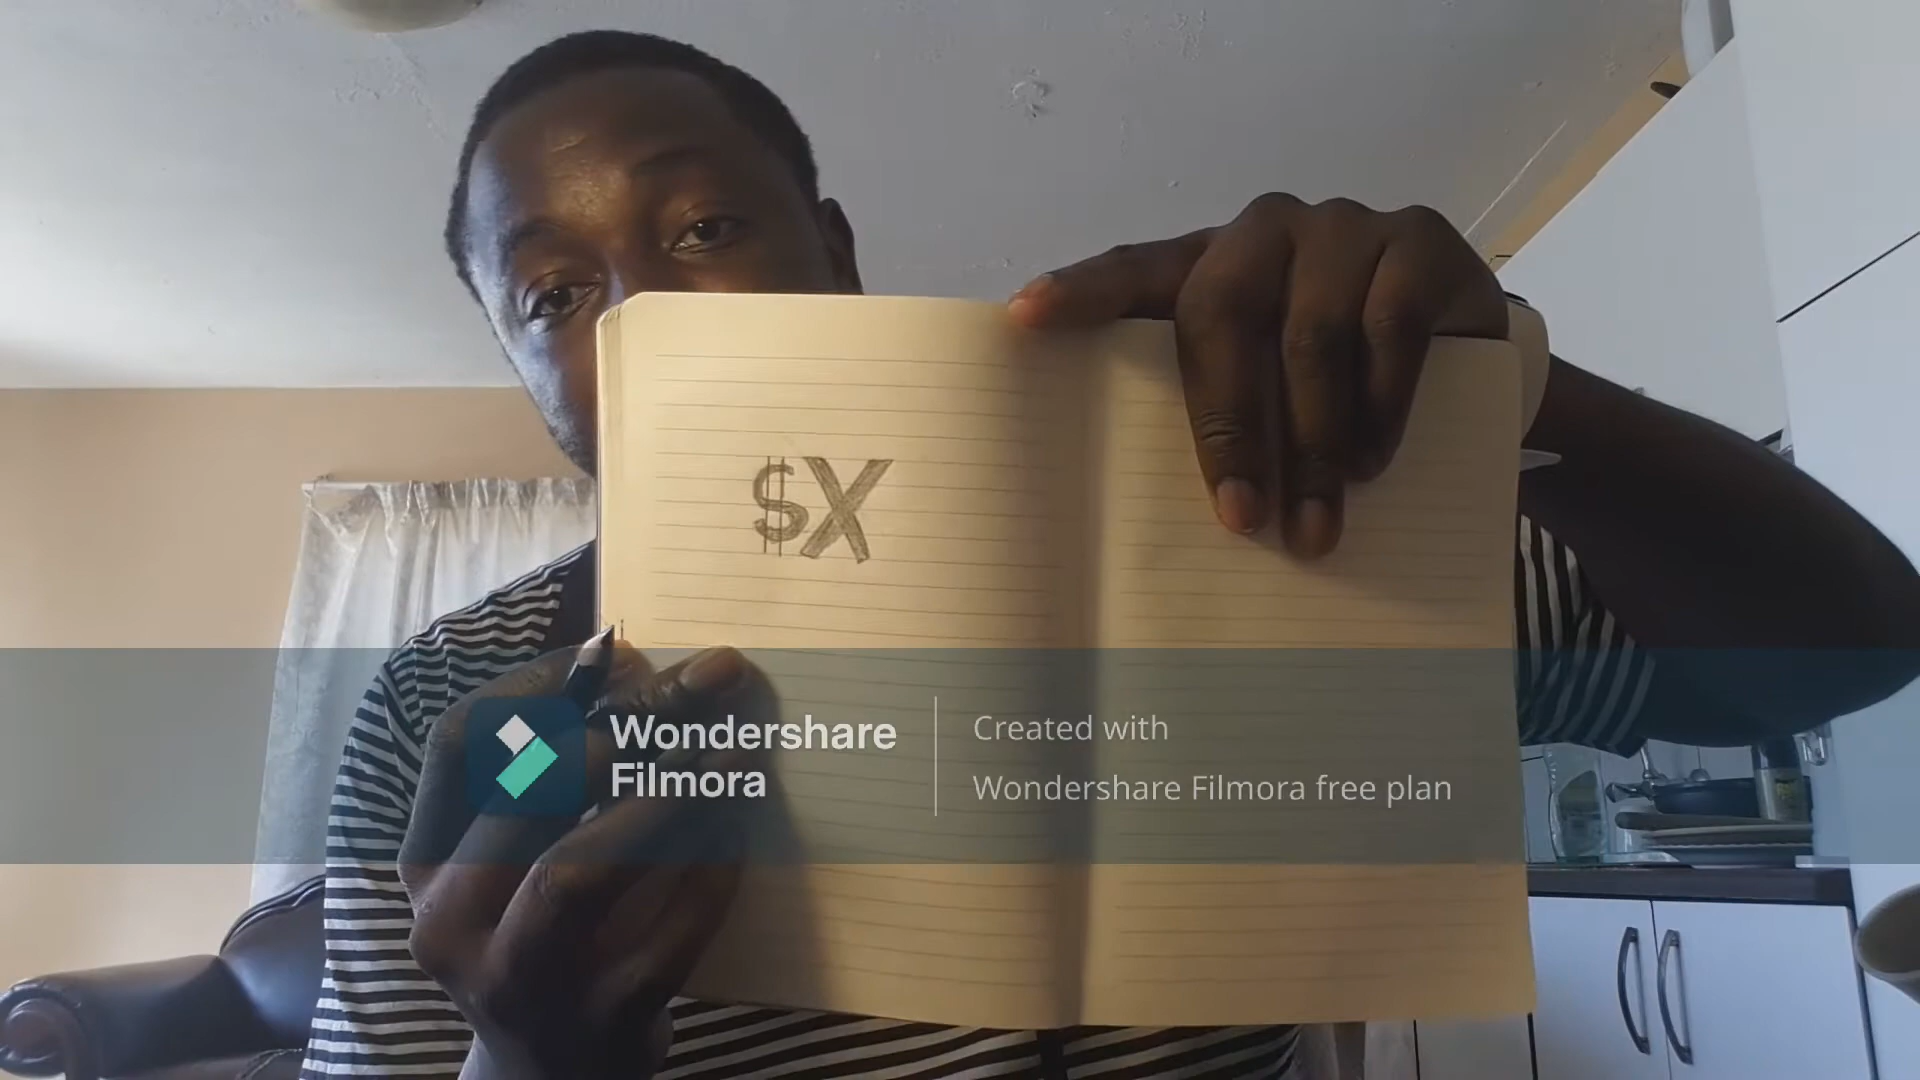 $X
Wondershare
Filmora
Created with
Wondershare Filmora free plan